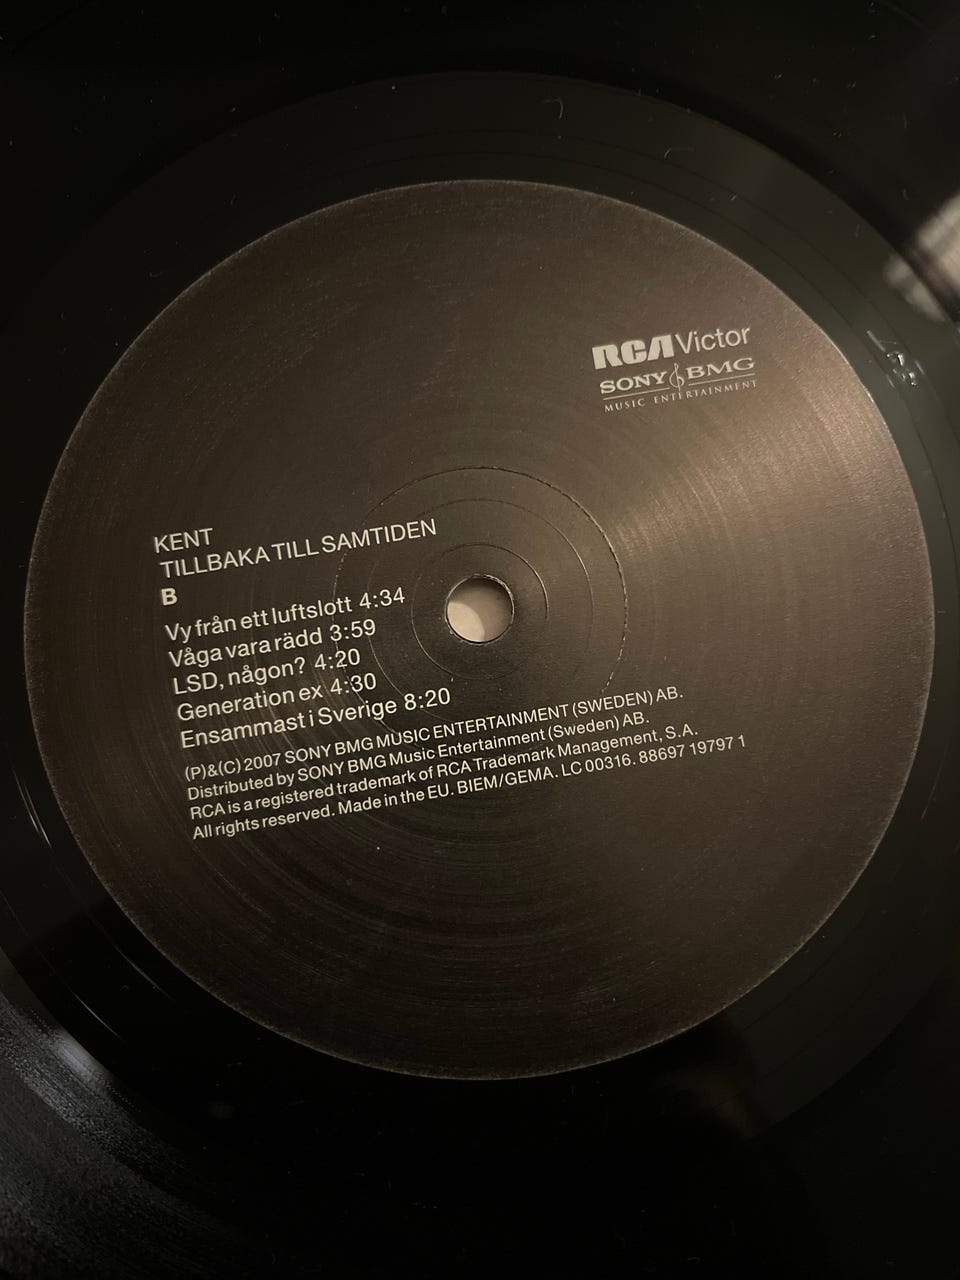 RCA Victor
SONY BMG
MUSIC ENTERTAINMENT
KENT
TILLBAKA TILL SAMTIDEN
B
Vy från ett luftslott 4:34
Våga vara rädd 3:59
LSD, någon? 4:20
Generation ex 4:30
Ensammast i Sverige 8:20
(P)&(C) 2007 SONY BMG MUSIC ENTERTAINMENT (SWEDEN) AB.
Distributed by SONY BMG Music Entertainment (Sweden) AB.
RCA is a registered trademark of RCA Trademark Management, S.A.
All rights reserved. Made in the EU. BIEM/GEMA. LC 00316. 88697 19797 1